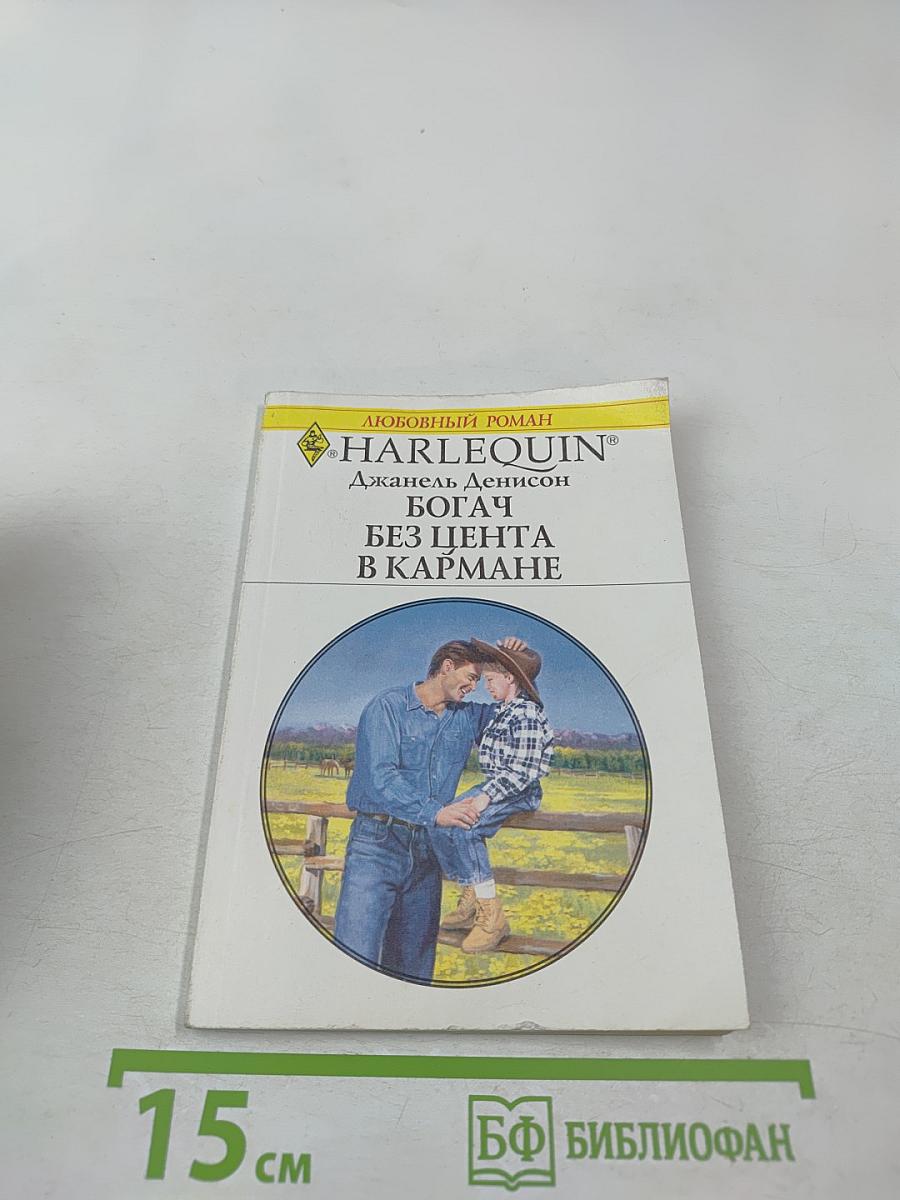 ЛЮБОВНЫЙ РОМАН
®HARLEQUIN®
Джанель Денисон
БОГАЧ
БЕЗ ЦЕНТА
В КАРМАНЕ
15 см
БФ БИБЛИОФАН